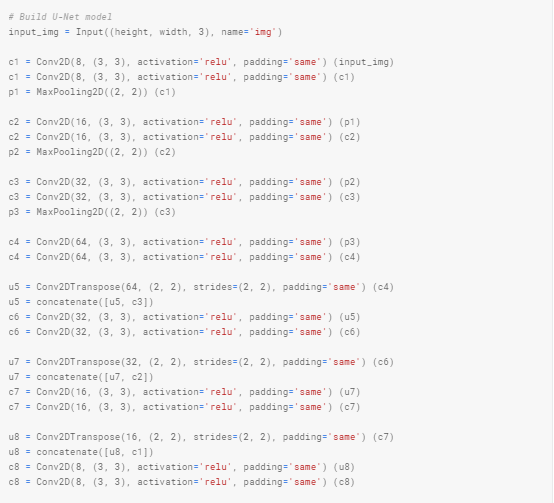 # Build U-Net model
input_img = Input((height, width, 3), name='img')
c1 = Conv2D(8, (3, 3), activation='relu', padding='same') (input_img)
c1 = Conv2D(8, (3, 3), activation='relu', padding='same') (c1)
p1 = MaxPooling2D((2, 2)) (c1)
c2 = Conv2D(16, (3, 3), activation='relu', padding='same') (p1)
c2 = Conv2D(16, (3, 3), activation='relu', padding='same') (c2)
p2 = MaxPooling2D((2, 2)) (c2)
c3 = Conv2D(32, (3, 3), activation='relu', padding='same') (p2)
c3 = Conv2D(32, (3, 3), activation='relu', padding='same') (c3)
p3 = MaxPooling2D((2, 2)) (c3)
c4 = Conv2D(64, (3, 3), activation='relu', padding='same') (p3)
c4 = Conv2D(64, (3, 3), activation='relu', padding='same') (c4)
u5 = Conv2DTranspose(64, (2, 2), strides=(2, 2), padding='same') (c4)
u5 = concatenate([u5, c3])
c6 = Conv2D(32, (3, 3), activation='relu', padding='same') (u5)
c6 = Conv2D(32, (3, 3), activation='relu', padding='same') (c6)
u7 = Conv2DTranspose(32, (2, 2), strides=(2, 2), padding='same') (c6)
u7 = concatenate([u7, c2])
c7 = Conv2D(16, (3, 3), activation='relu', padding='same') (u7)
c7 = Conv2D(16, (3, 3), activation='relu', padding='same') (c7)
u8 = Conv2DTranspose(16, (2, 2), strides=(2, 2), padding='same') (c7)
u8 = concatenate([u8, c1])
c8 = Conv2D(8, (3, 3), activation='relu', padding='same') (u8)
c8 = Conv2D(8, (3, 3), activation='relu', padding='same') (c8)